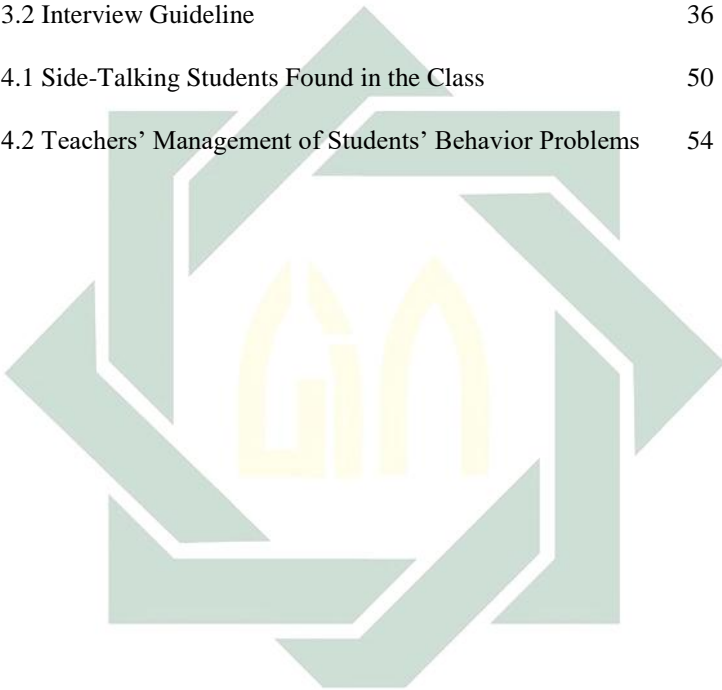 3.2 Interview Guideline 36
4.1 Side-Talking Students Found in the Class 50
4.2 Teachers’ Management of Students’ Behavior Problems 54